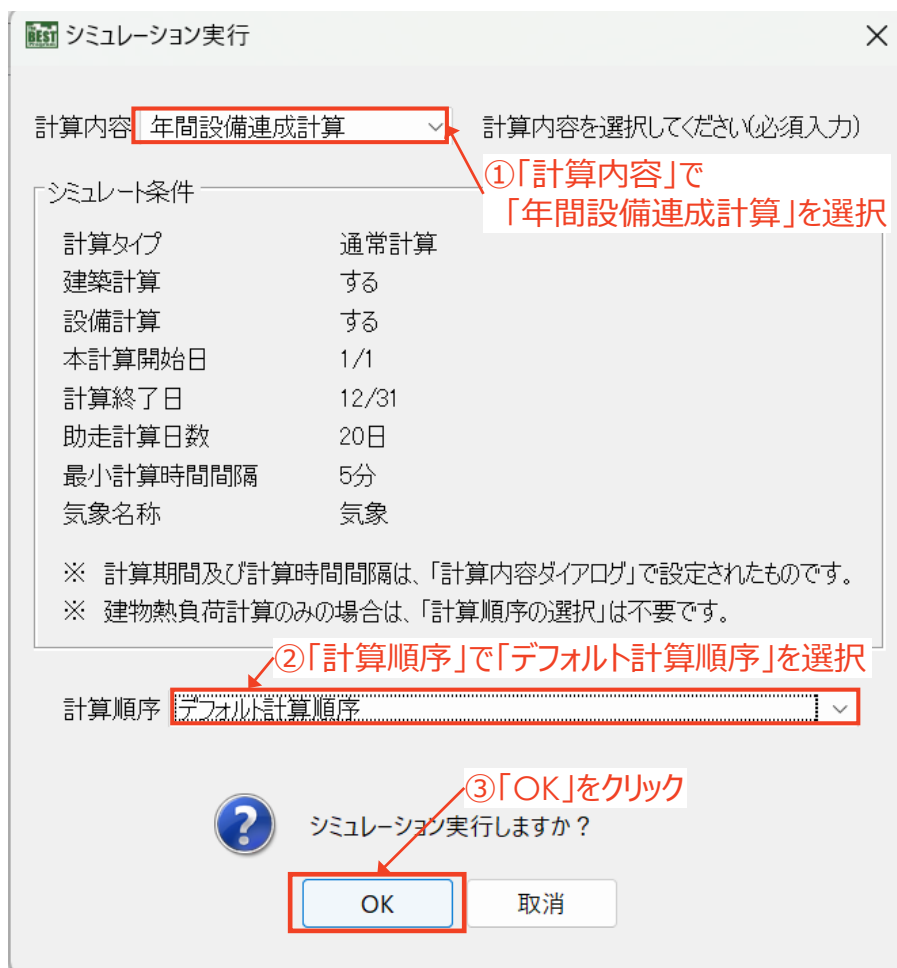 BEST シミュレーション実行
計算内容 年間設備連成計算 計算内容を選択してください(必須入力)
①「計算内容」で
「年間設備連成計算」を選択
シミュレート条件
計算タイプ 通常計算
建築計算 する
設備計算 する
本計算開始日 1/1
計算終了日 12/31
助走計算日数 20日
最小計算時間間隔 5分
気象名称 気象
※ 計算期間及び計算時間間隔は、「計算内容ダイアログ」で設定されたものです。
※ 建物熱負荷計算のみの場合は、「計算順序の選択」は不要です。
②「計算順序」で「デフォルト計算順序」を選択
計算順序 デフォルト計算順序
③「OK」をクリック
シミュレーション実行しますか?
OK 取消